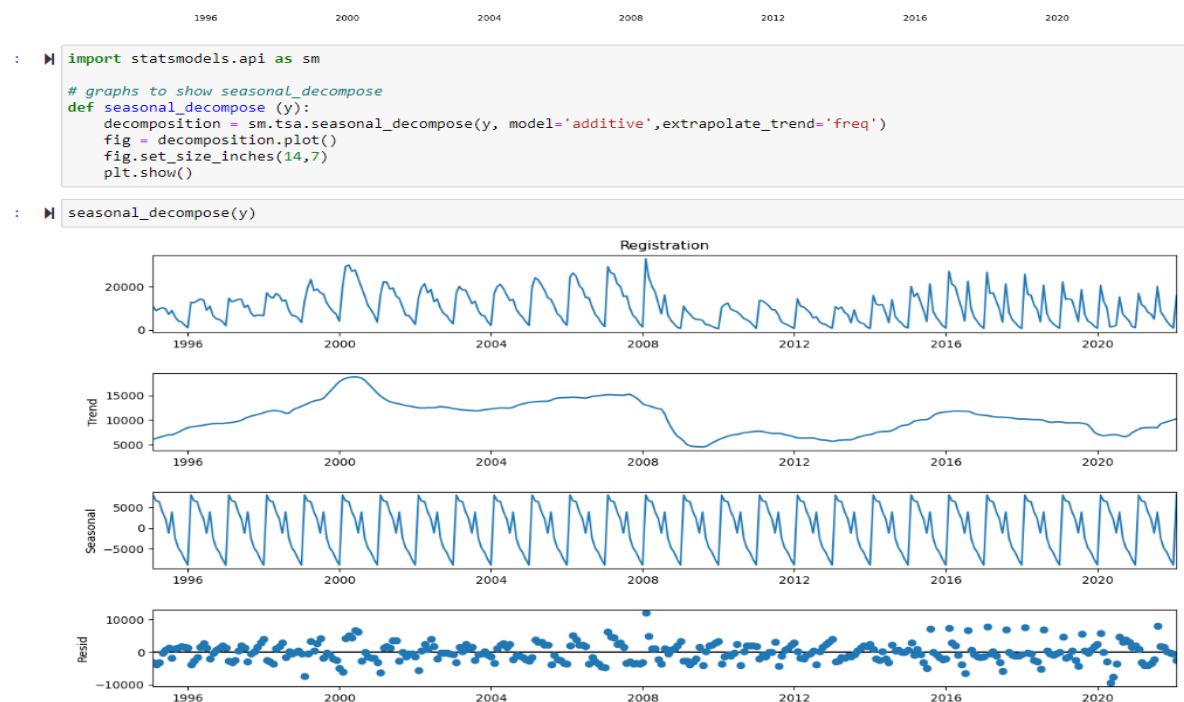 1996 2000 2004 2008 2012 2016 2020
: import statsmodels.api as sm
# graphs to show seasonal_decompose
def seasonal_decompose (y):
decomposition = sm.tsa.seasonal_decompose(y, model='additive',extrapolate_trend='freq')
fig = decomposition.plot()
fig.set_size_inches(14,7)
plt.show()
: seasonal_decompose(y)
Registration
20000
0
1996 2000 2004 2008 2012 2016 2020
Trend
15000
10000
5000
1996 2000 2004 2008 2012 2016 2020
Seasonal
5000
0
−5000
1996 2000 2004 2008 2012 2016 2020
Resid
10000
0
−10000
1996 2000 2004 2008 2012 2016 2020